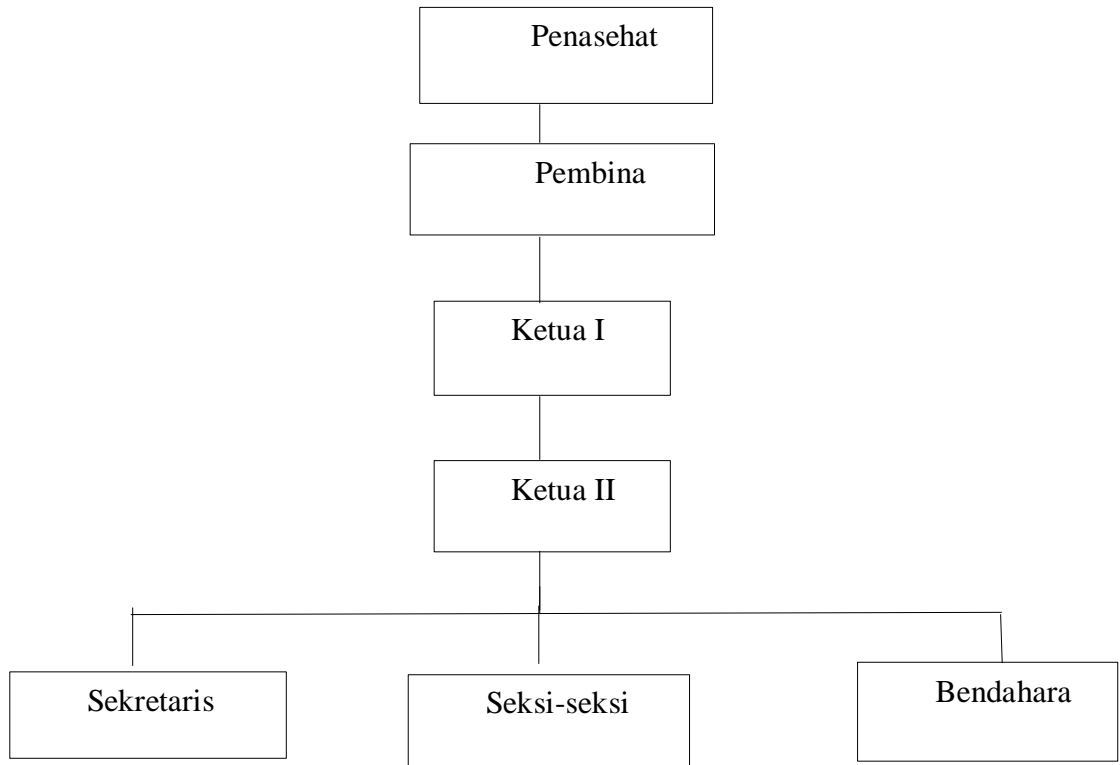 Penasehat
Pembina
Ketua I
Ketua II
Sekretaris
Seksi-seksi
Bendahara